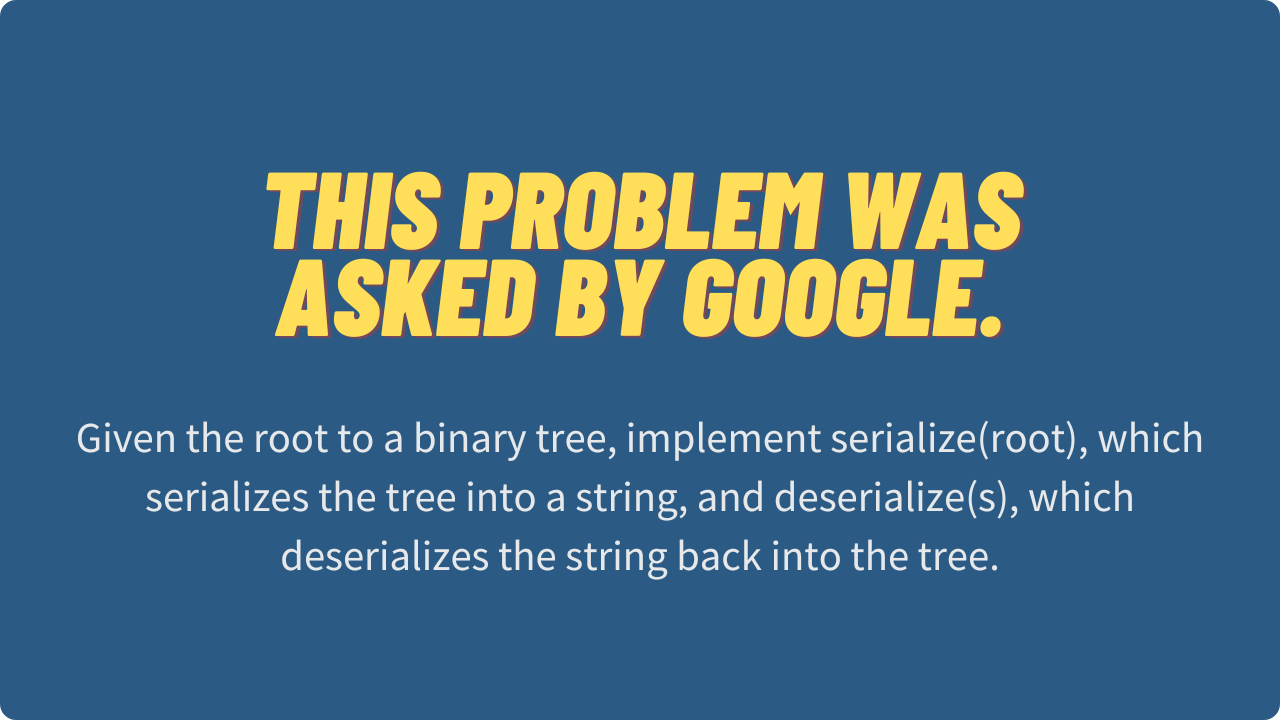 THIS PROBLEM WAS
ASKED BY GOOGLE.
Given the root to a binary tree, implement serialize(root), which
serializes the tree into a string, and deserialize(s), which
deserializes the string back into the tree.